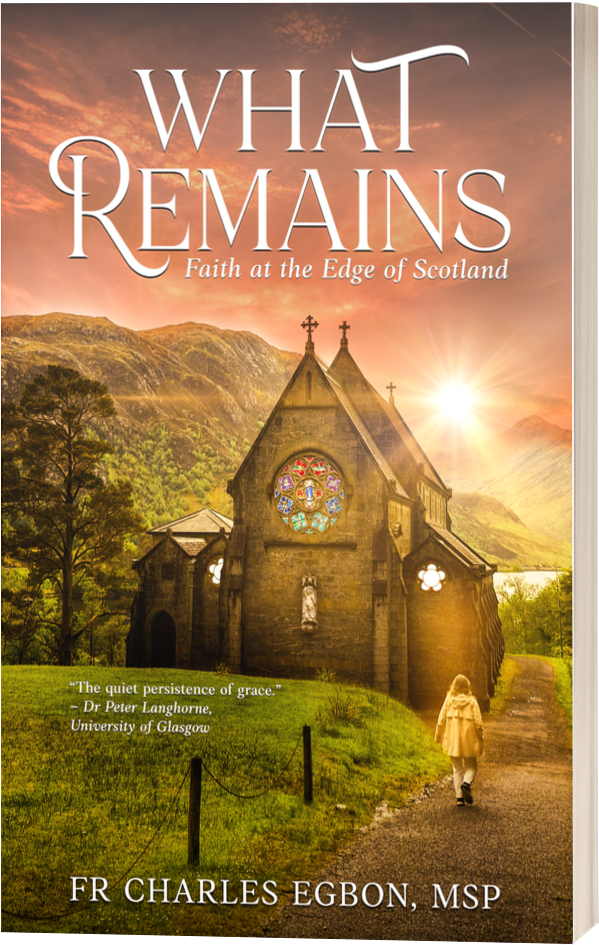 WHAT
REMAINS
Faith at the Edge of Scotland
“The quiet persistence of grace.”
– Dr Peter Langhorne,
University of Glasgow
FR CHARLES EGBON, MSP